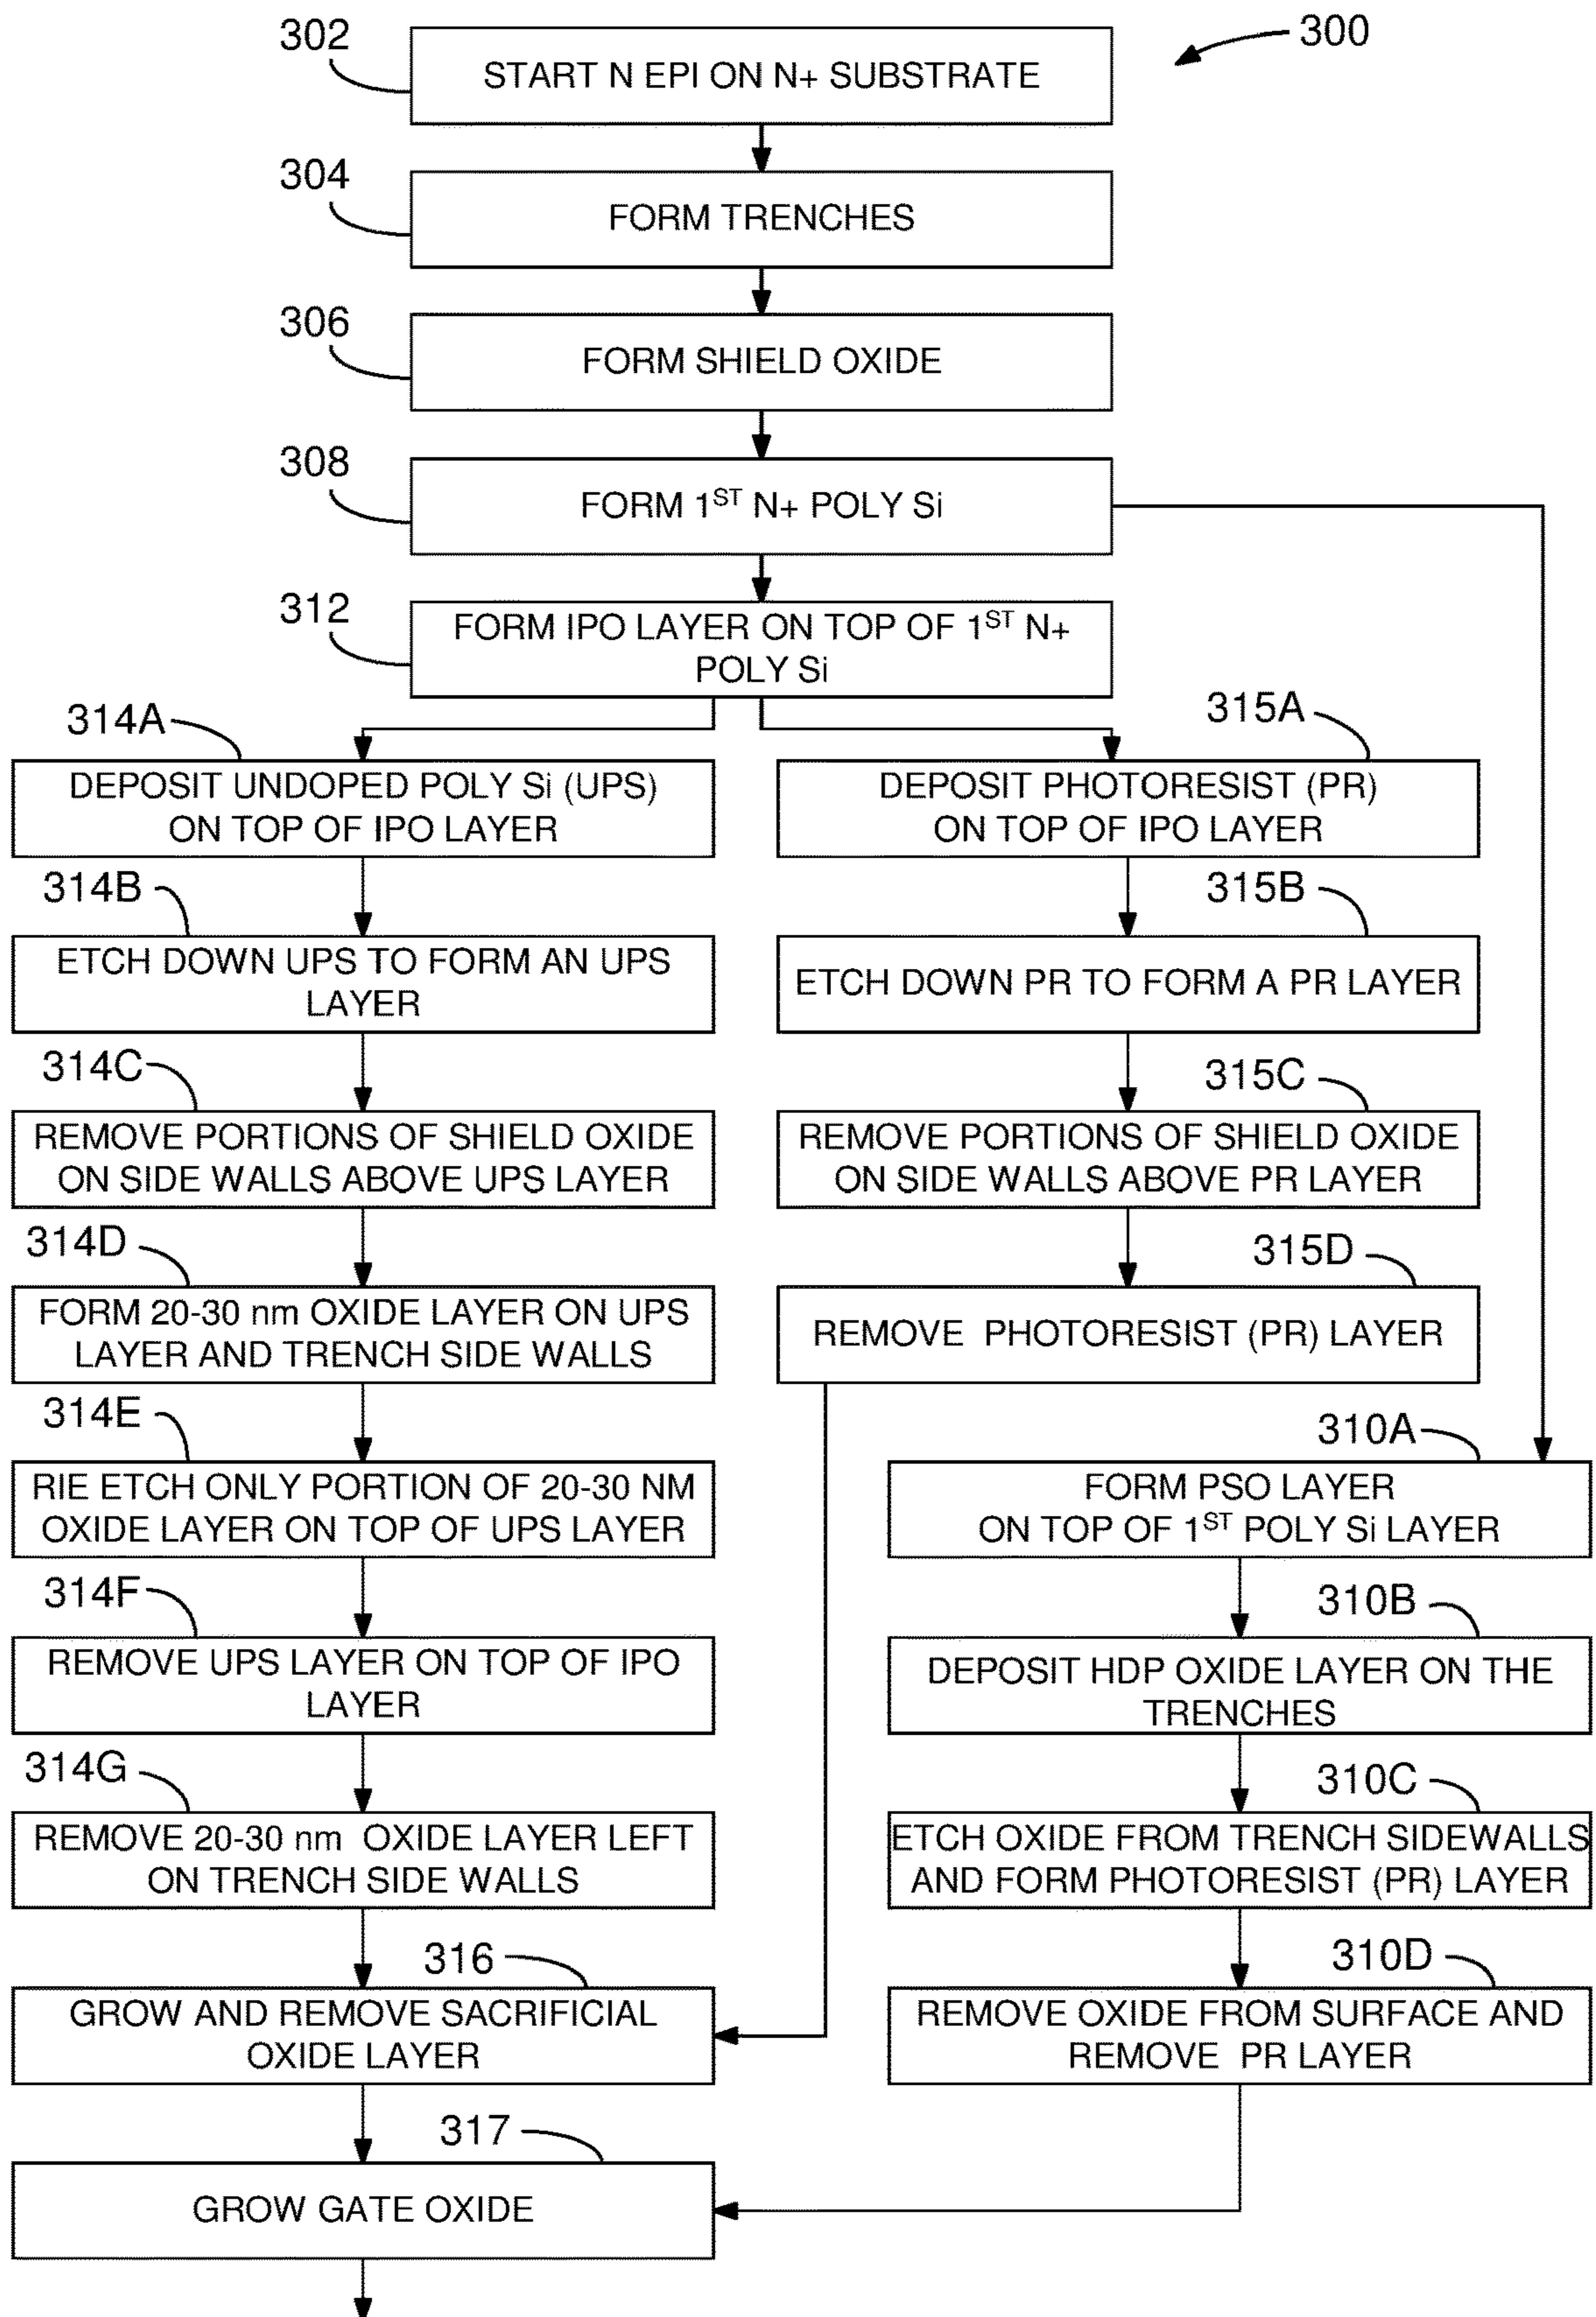 300
302
START N EPI ON N+ SUBSTRATE
304
FORM TRENCHES
306
FORM SHIELD OXIDE
308
FORM 1ST N+ POLY Si
312
FORM IPO LAYER ON TOP OF 1ST N+
POLY Si
314A
DEPOSIT UNDOPED POLY Si (UPS)
ON TOP OF IPO LAYER
314B
ETCH DOWN UPS TO FORM AN UPS
LAYER
314C
REMOVE PORTIONS OF SHIELD OXIDE
ON SIDE WALLS ABOVE UPS LAYER
314D
FORM 20-30 nm OXIDE LAYER ON UPS
LAYER AND TRENCH SIDE WALLS
314E
RIE ETCH ONLY PORTION OF 20-30 NM
OXIDE LAYER ON TOP OF UPS LAYER
314F
REMOVE UPS LAYER ON TOP OF IPO
LAYER
314G
REMOVE 20-30 nm OXIDE LAYER LEFT
ON TRENCH SIDE WALLS
315A
DEPOSIT PHOTORESIST (PR)
ON TOP OF IPO LAYER
315B
ETCH DOWN PR TO FORM A PR LAYER
315C
REMOVE PORTIONS OF SHIELD OXIDE
ON SIDE WALLS ABOVE PR LAYER
315D
REMOVE PHOTORESIST (PR) LAYER
310A
FORM PSO LAYER
ON TOP OF 1ST POLY Si LAYER
310B
DEPOSIT HDP OXIDE LAYER ON THE
TRENCHES
310C
ETCH OXIDE FROM TRENCH SIDEWALLS
AND FORM PHOTORESIST (PR) LAYER
310D
REMOVE OXIDE FROM SURFACE AND
REMOVE PR LAYER
316
GROW AND REMOVE SACRIFICIAL
OXIDE LAYER
317
GROW GATE OXIDE